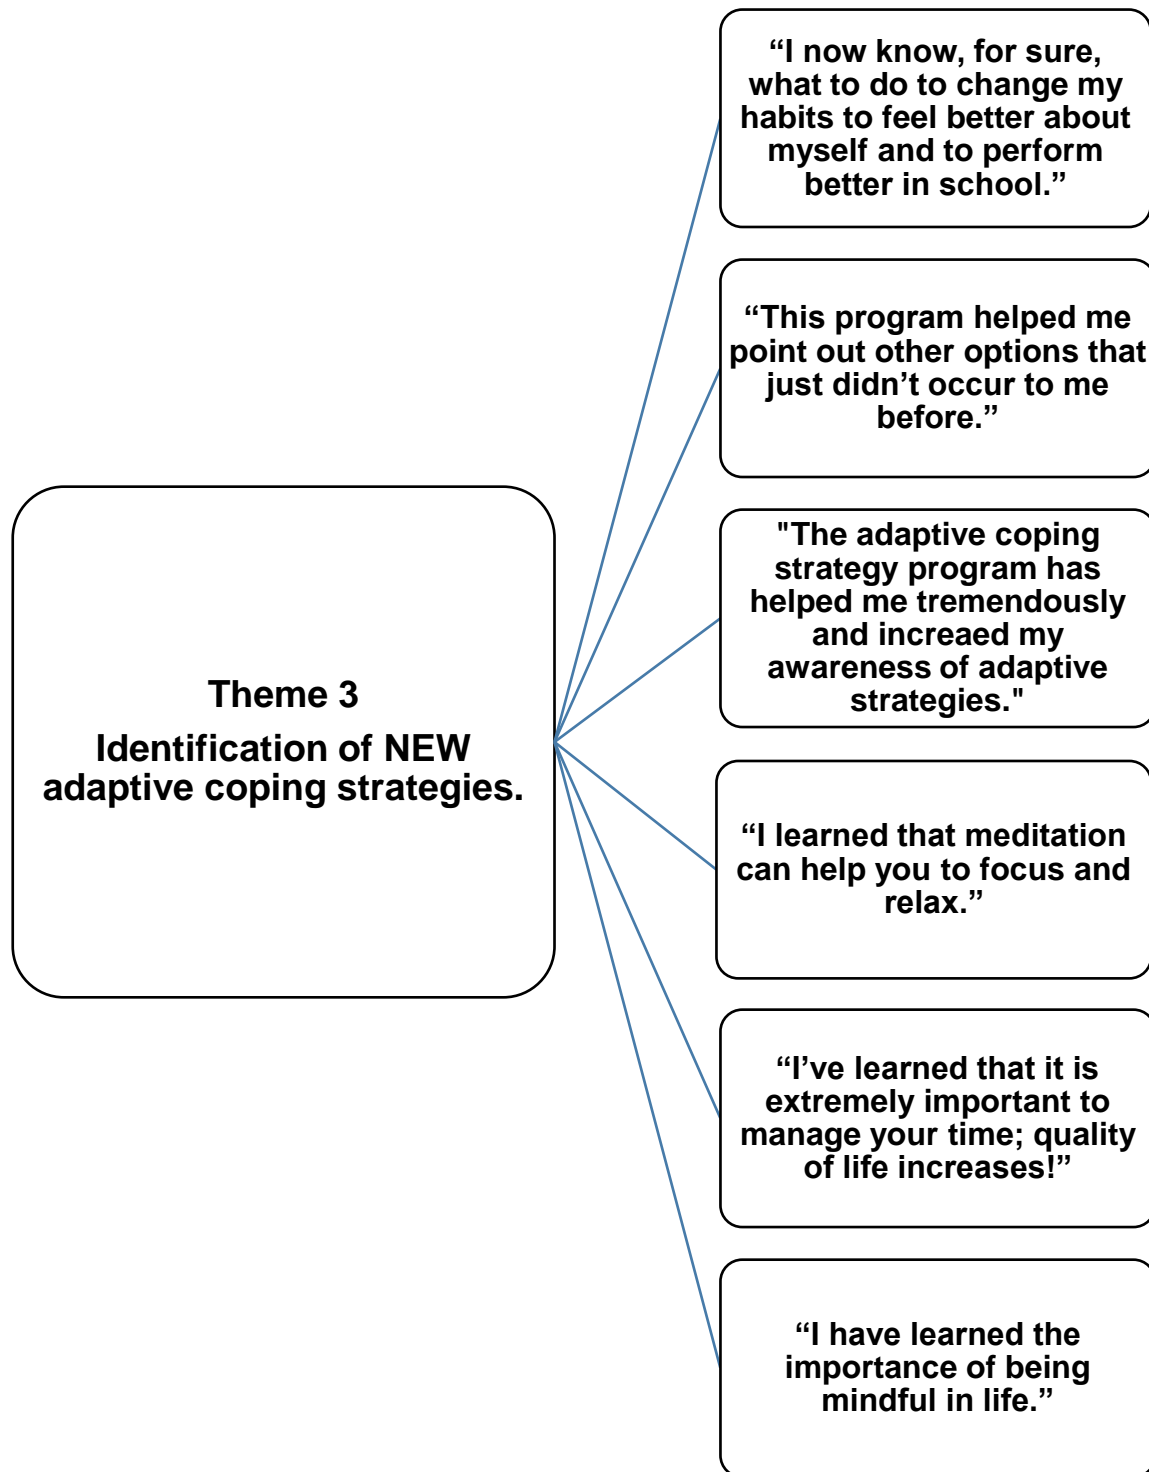 Theme 3
Identification of NEW
adaptive coping strategies.
“I now know, for sure,
what to do to change my
habits to feel better about
myself and to perform
better in school.”
“This program helped me
point out other options that
just didn’t occur to me
before.”
"The adaptive coping
strategy program has
helped me tremendously
and increaed my
awareness of adaptive
strategies."
“I learned that meditation
can help you to focus and
relax.”
“I’ve learned that it is
extremely important to
manage your time; quality
of life increases!”
“I have learned the
importance of being
mindful in life.”